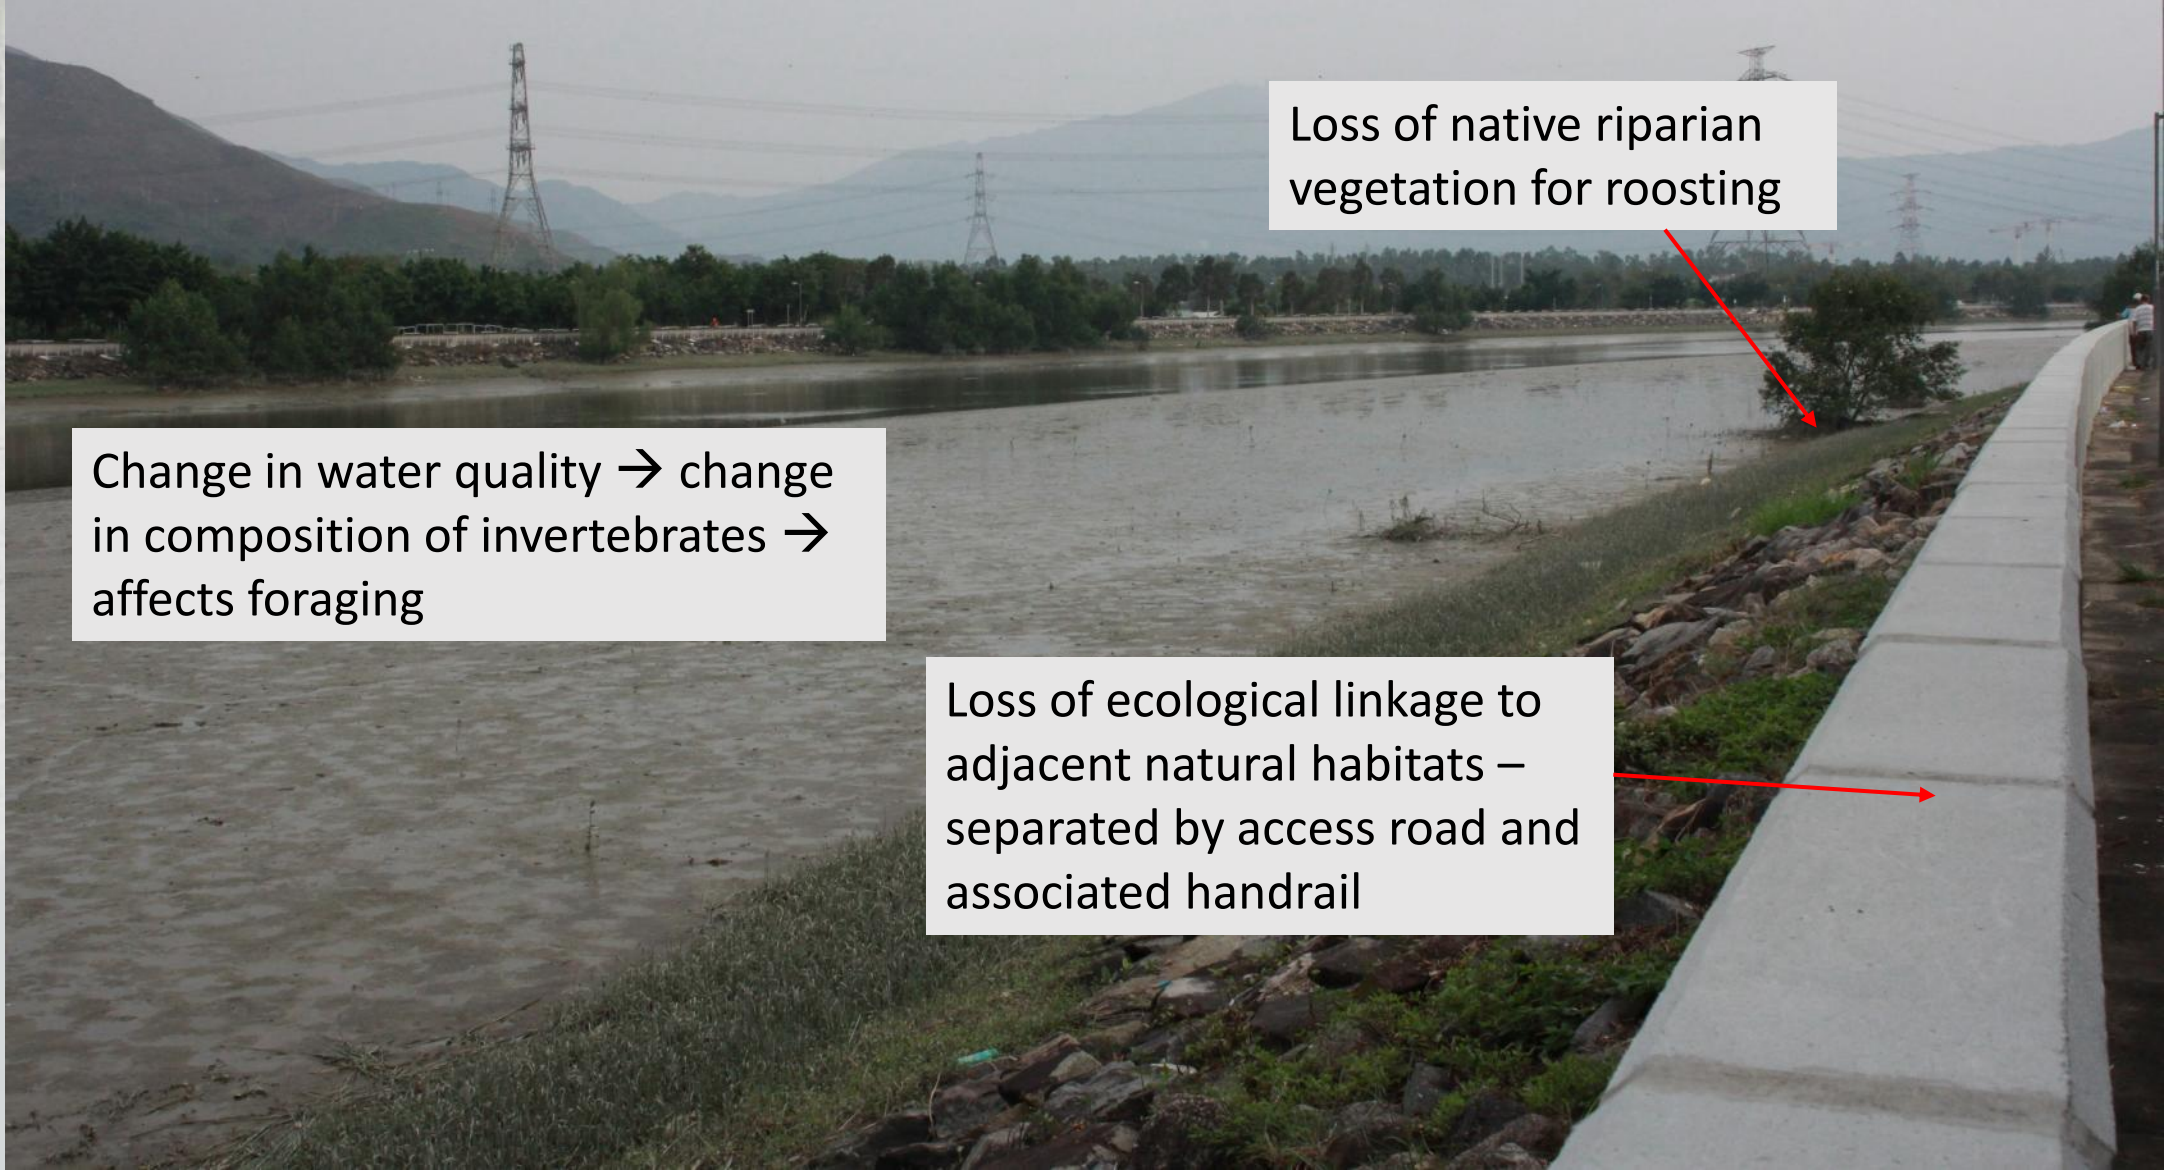 Loss of native riparian
vegetation for roosting
Change in water quality → change
in composition of invertebrates →
affects foraging
Loss of ecological linkage to
adjacent natural habitats –
separated by access road and
associated handrail